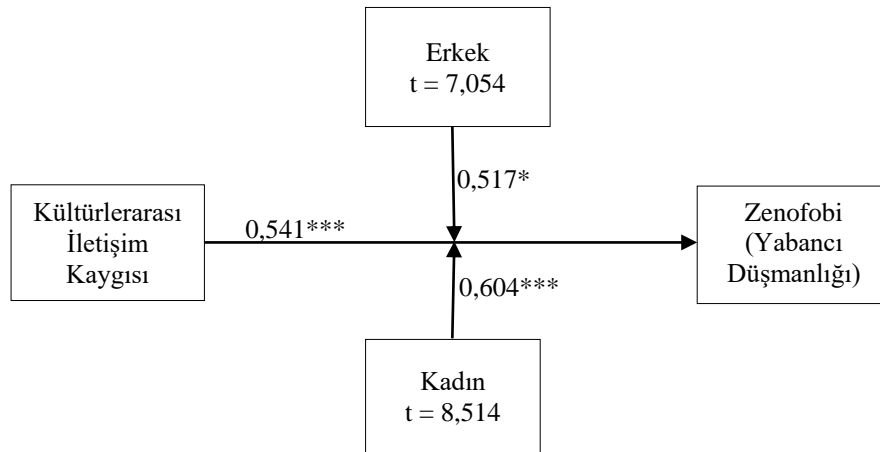 Erkek
t = 7,054
0,517*
Kültürlerarası
İletişim
Kaygısı
0,541***
Zenofobi
(Yabancı
Düşmanlığı)
0,604***
Kadın
t = 8,514